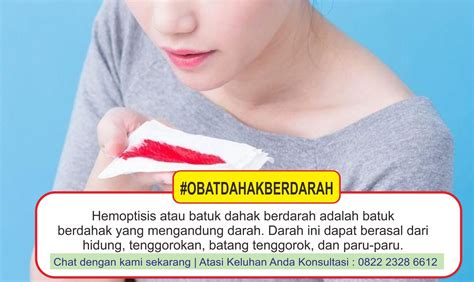 #OBATDAHAKBERDARAH
Hemoptisis atau batuk dahak berdarah adalah batuk
berdahak yang mengandung darah. Darah ini dapat berasal dari
hidung, tenggorokan, batang tenggorok, dan paru-paru.
Chat dengan kami sekarang | Atasi Keluhan Anda Konsultasi : 0822 2328 6612